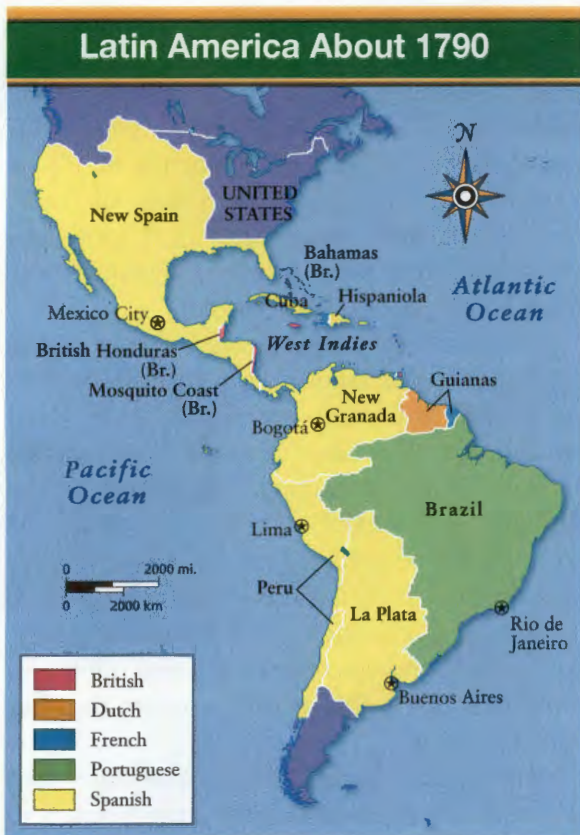 Latin America About 1790
N
UNITED
STATES
New Spain
Bahamas
(Br.)
Cuba
Hispaniola
Atlantic
Ocean
Mexico City
West Indies
British Honduras
(Br.)
Mosquito Coast
(Br.)
Guianas
New
Granada
Bogotá
Pacific
Ocean
Brazil
Lima
0 2000 mi.
0 2000 km
Peru
La Plata
Rio de
Janeiro
Buenos Aires
British
Dutch
French
Portuguese
Spanish